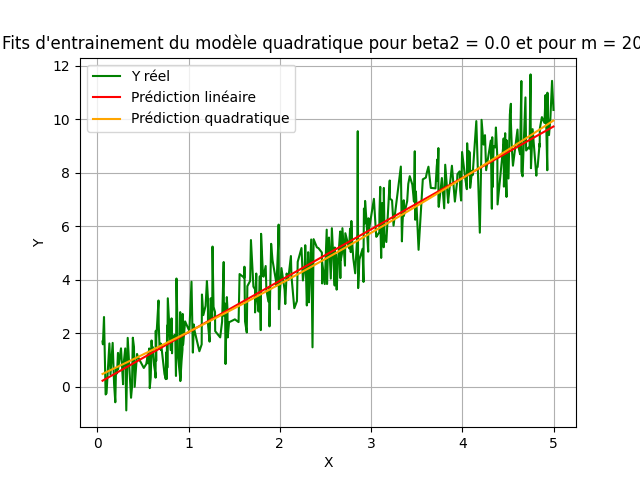 Fits d'entrainement du modèle quadratique pour beta2 = 0.0 et pour m = 20
Y réel
Prédiction linéaire
Prédiction quadratique
12
10
8
6
4
2
0
Y
0 1 2 3 4 5
X